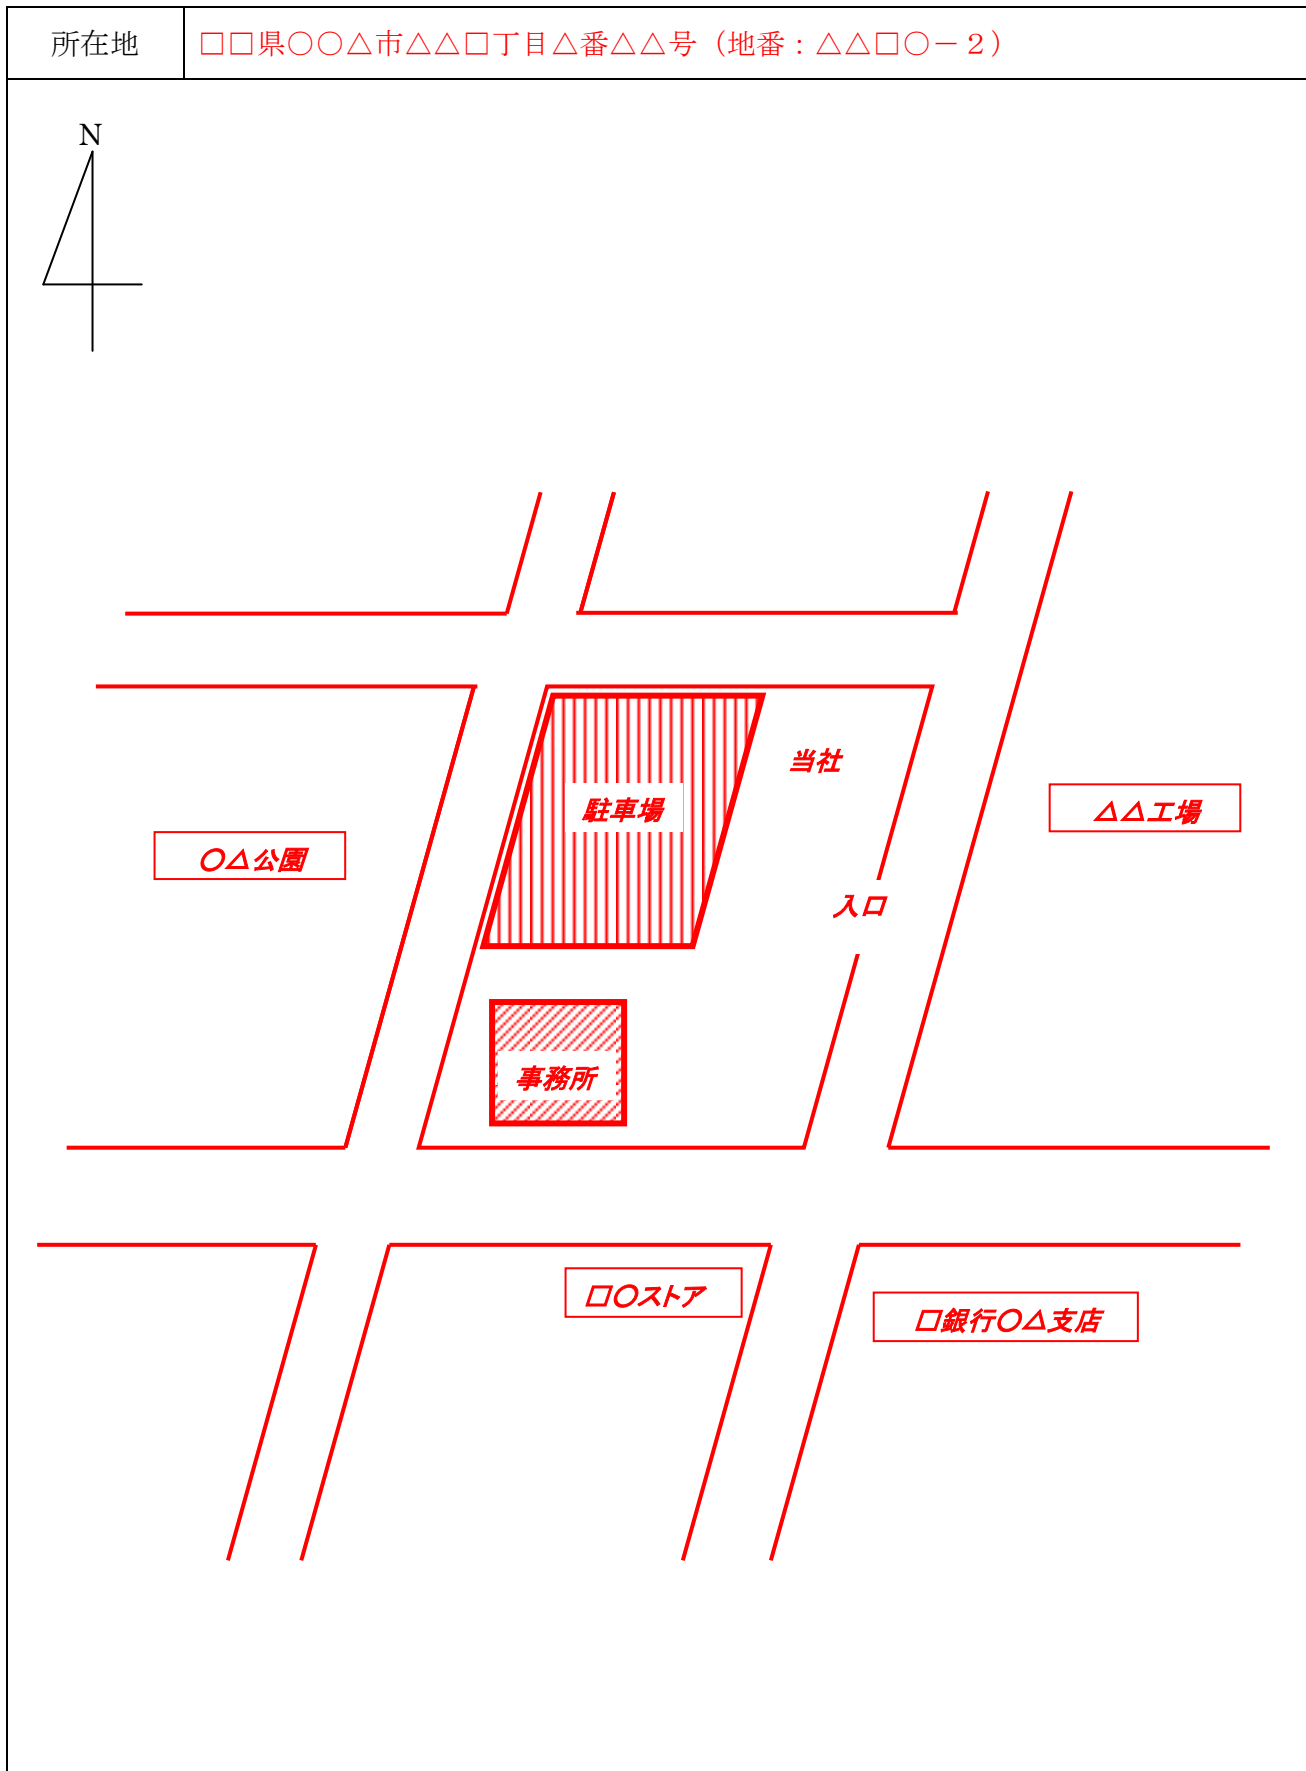 所在地
□□県○○△市△△□丁目△番△△号（地番：△△□○－２）
N
当社
駐車場
△△工場
○△公園
入口
事務所
□○ストア
□銀行○△支店